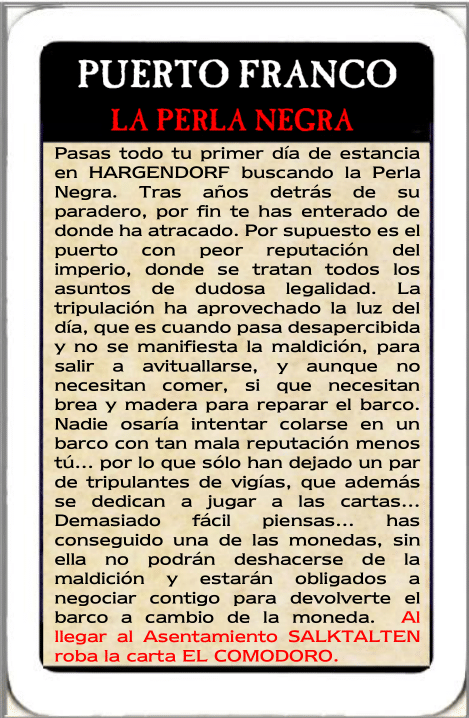 PUERTO FRANCO
LA PERLA NEGRA
Pasas todo tu primer día de estancia
en HARGENDORF buscando la Perla
Negra. Tras años detrás de su
paradero, por fin te has enterado de
donde ha atracado. Por supuesto es el
puerto con peor reputación del
imperio, donde se tratan todos los
asuntos de dudosa legalidad. La
tripulación ha aprovechado la luz del
día, que es cuando pasa desapercibida
y no se manifiesta la maldición, para
salir a avituallarse, y aunque no
necesitan comer, si que necesitan
brea y madera para reparar el barco.
Nadie osaría intentar colarse en un
barco con tan mala reputación menos
tú... por lo que sólo han dejado un par
de tripulantes de vigías, que además
se dedican a jugar a las cartas...
Demasiado fácil piensas... has
conseguido una de las monedas, sin
ella no podrán deshacerse de la
maldición y estarán obligados a
negociar contigo para devolverte el
barco a cambio de la moneda. Al
llegar al Asentamiento SALKTALTEN
roba la carta EL COMODORO.